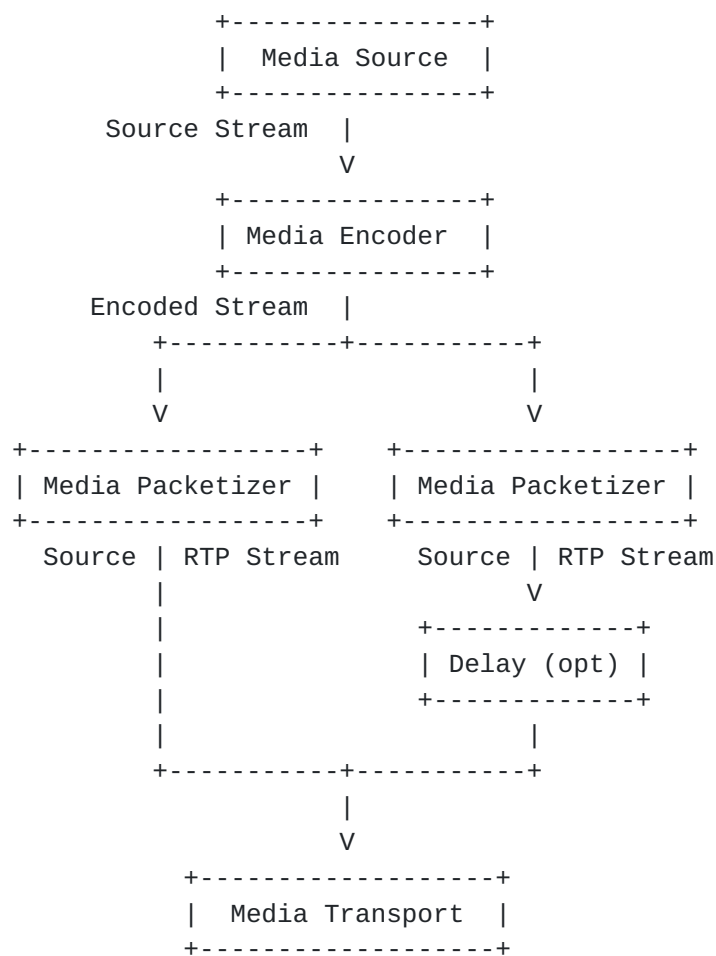 Media Source
Source Stream
V
Media Encoder
Encoded Stream
V V
Media Packetizer Media Packetizer
Source | RTP Stream Source | RTP Stream
V
Delay (opt)
V
Media Transport